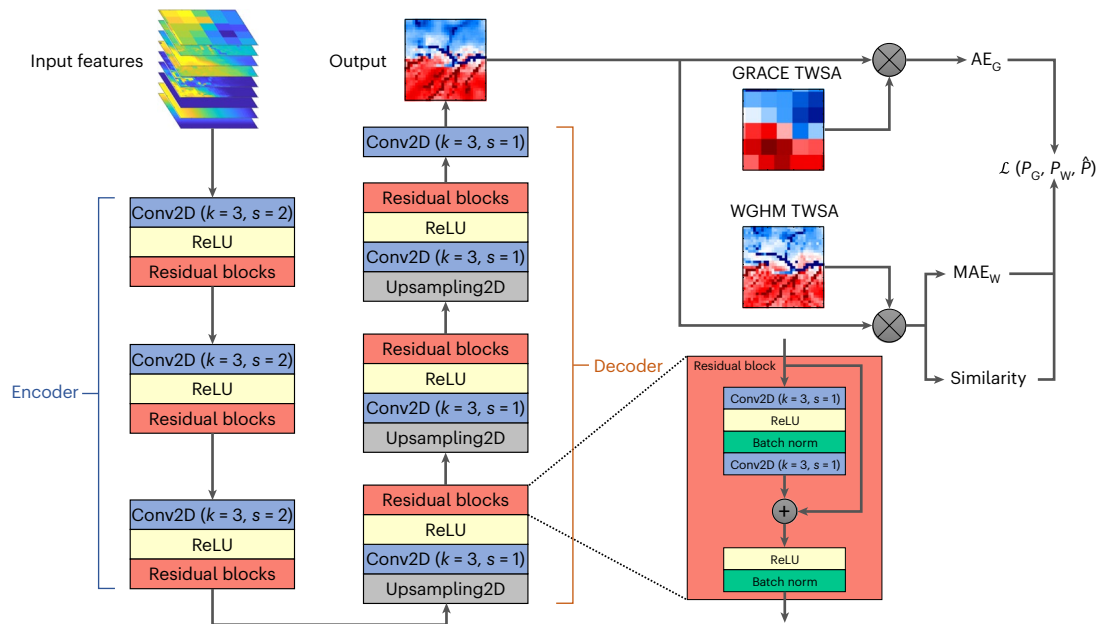 Input features
Conv2D (k = 3, s = 2)
ReLU
Residual blocks
Conv2D (k = 3, s = 2)
ReLU
Residual blocks
Conv2D (k = 3, s = 2)
ReLU
Residual blocks
Encoder
Output
Conv2D (k = 3, s = 1)
Residual blocks
ReLU
Conv2D (k = 3, s = 1)
Upsampling2D
Residual blocks
ReLU
Conv2D (k = 3, s = 1)
Upsampling2D
Residual blocks
ReLU
Conv2D (k = 3, s = 1)
Upsampling2D
Decoder
GRACE TWSA
WGHM TWSA
AE_G
ℒ (P_G, P_W, P̂)
MAE_W
Similarity
Residual block
Conv2D (k = 3, s = 1)
ReLU
Batch norm
Conv2D (k = 3, s = 1)
+
ReLU
Batch norm